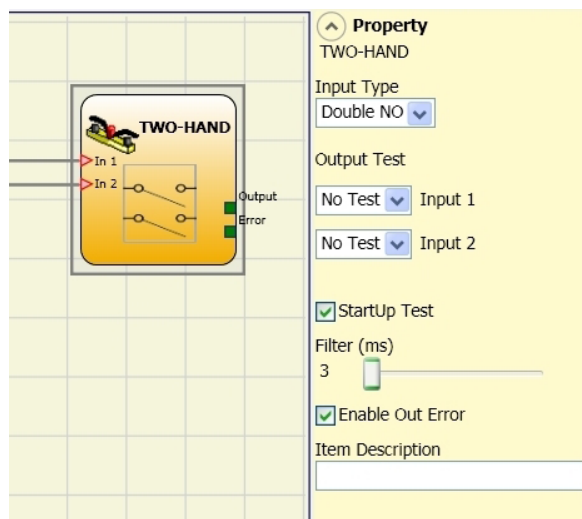 TWO-HAND
In 1
In 2
Output
Error
Property
TWO-HAND
Input Type
Double NO
Output Test
No Test Input 1
No Test Input 2
StartUp Test
Filter (ms)
3
Enable Out Error
Item Description